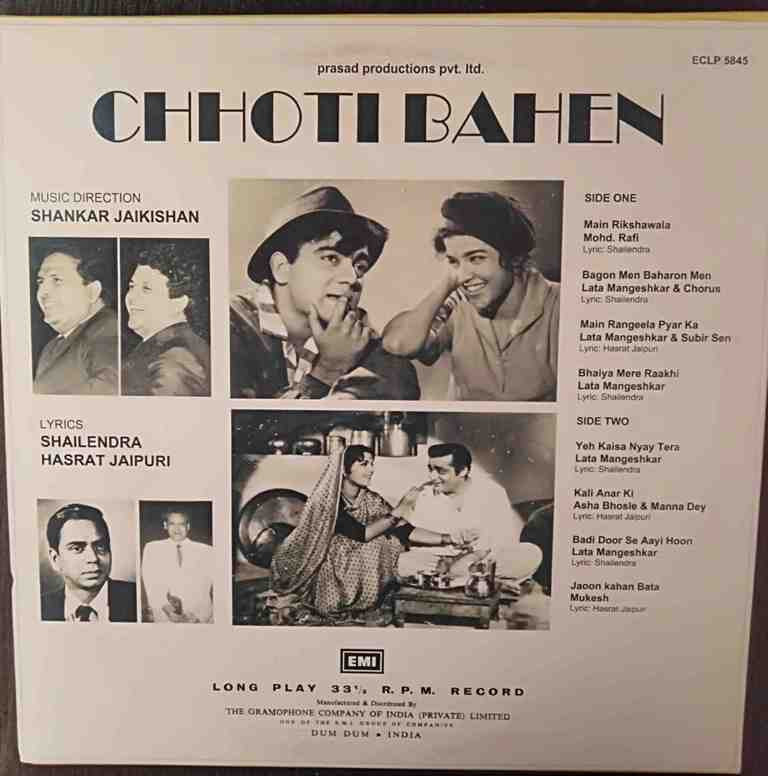 ECLP 5845
prasad productions pvt. ltd.
CHHOTI BAHEN
MUSIC DIRECTION
SHANKAR JAIKISHAN
LYRICS
SHAILENDRA
HASRAT JAIPURI
SIDE ONE
Main Rikshawala
Mohd. Rafi
Lyric: Shailendra
Bagon Men Baharon Men
Lata Mangeshkar & Chorus
Lyric: Shailendra
Main Rangeela Pyar Ka
Lata Mangeshkar & Subir Sen
Lyric: Hasrat Jaipuri
Bhaiya Mere Raakhi
Lata Mangeshkar
Lyric: Shailendra
SIDE TWO
Yeh Kaisa Nyay Tera
Lata Mangeshkar
Lyric: Shailendra
Kali Anar Ki
Asha Bhosle & Manna Dey
Lyric: Hasrat Jaipuri
Badi Door Se Aayi Hoon
Lata Mangeshkar
Lyric: Shailendra
Jaoon kahan Bata
Mukesh
Lyric: Hasrat Jaipuri
EMI
LONG PLAY 33⅓ R. P. M. RECORD
Manufactured & Distributed By
THE GRAMOPHONE COMPANY OF INDIA (PRIVATE) LIMITED
ONE OF THE E.M.I. GROUP OF COMPANIES
DUM DUM • INDIA